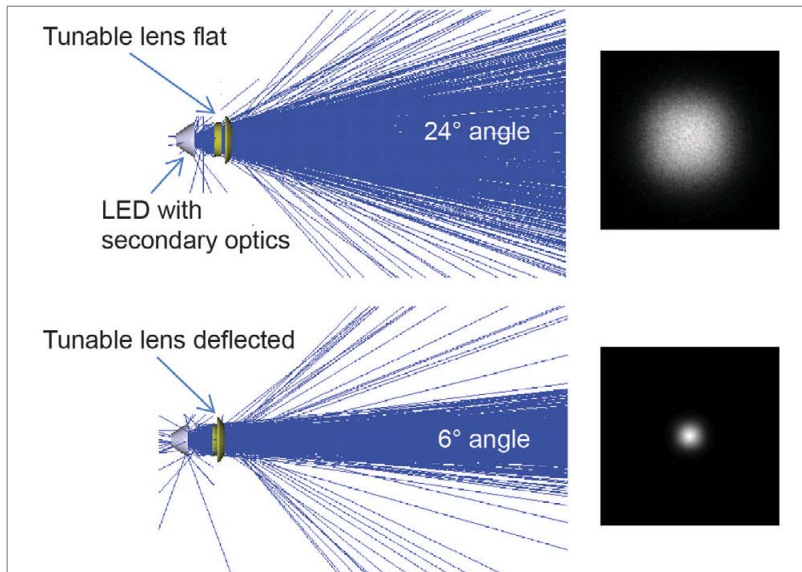 Tunable lens flat
24° angle
LED with
secondary optics
Tunable lens deflected
6° angle